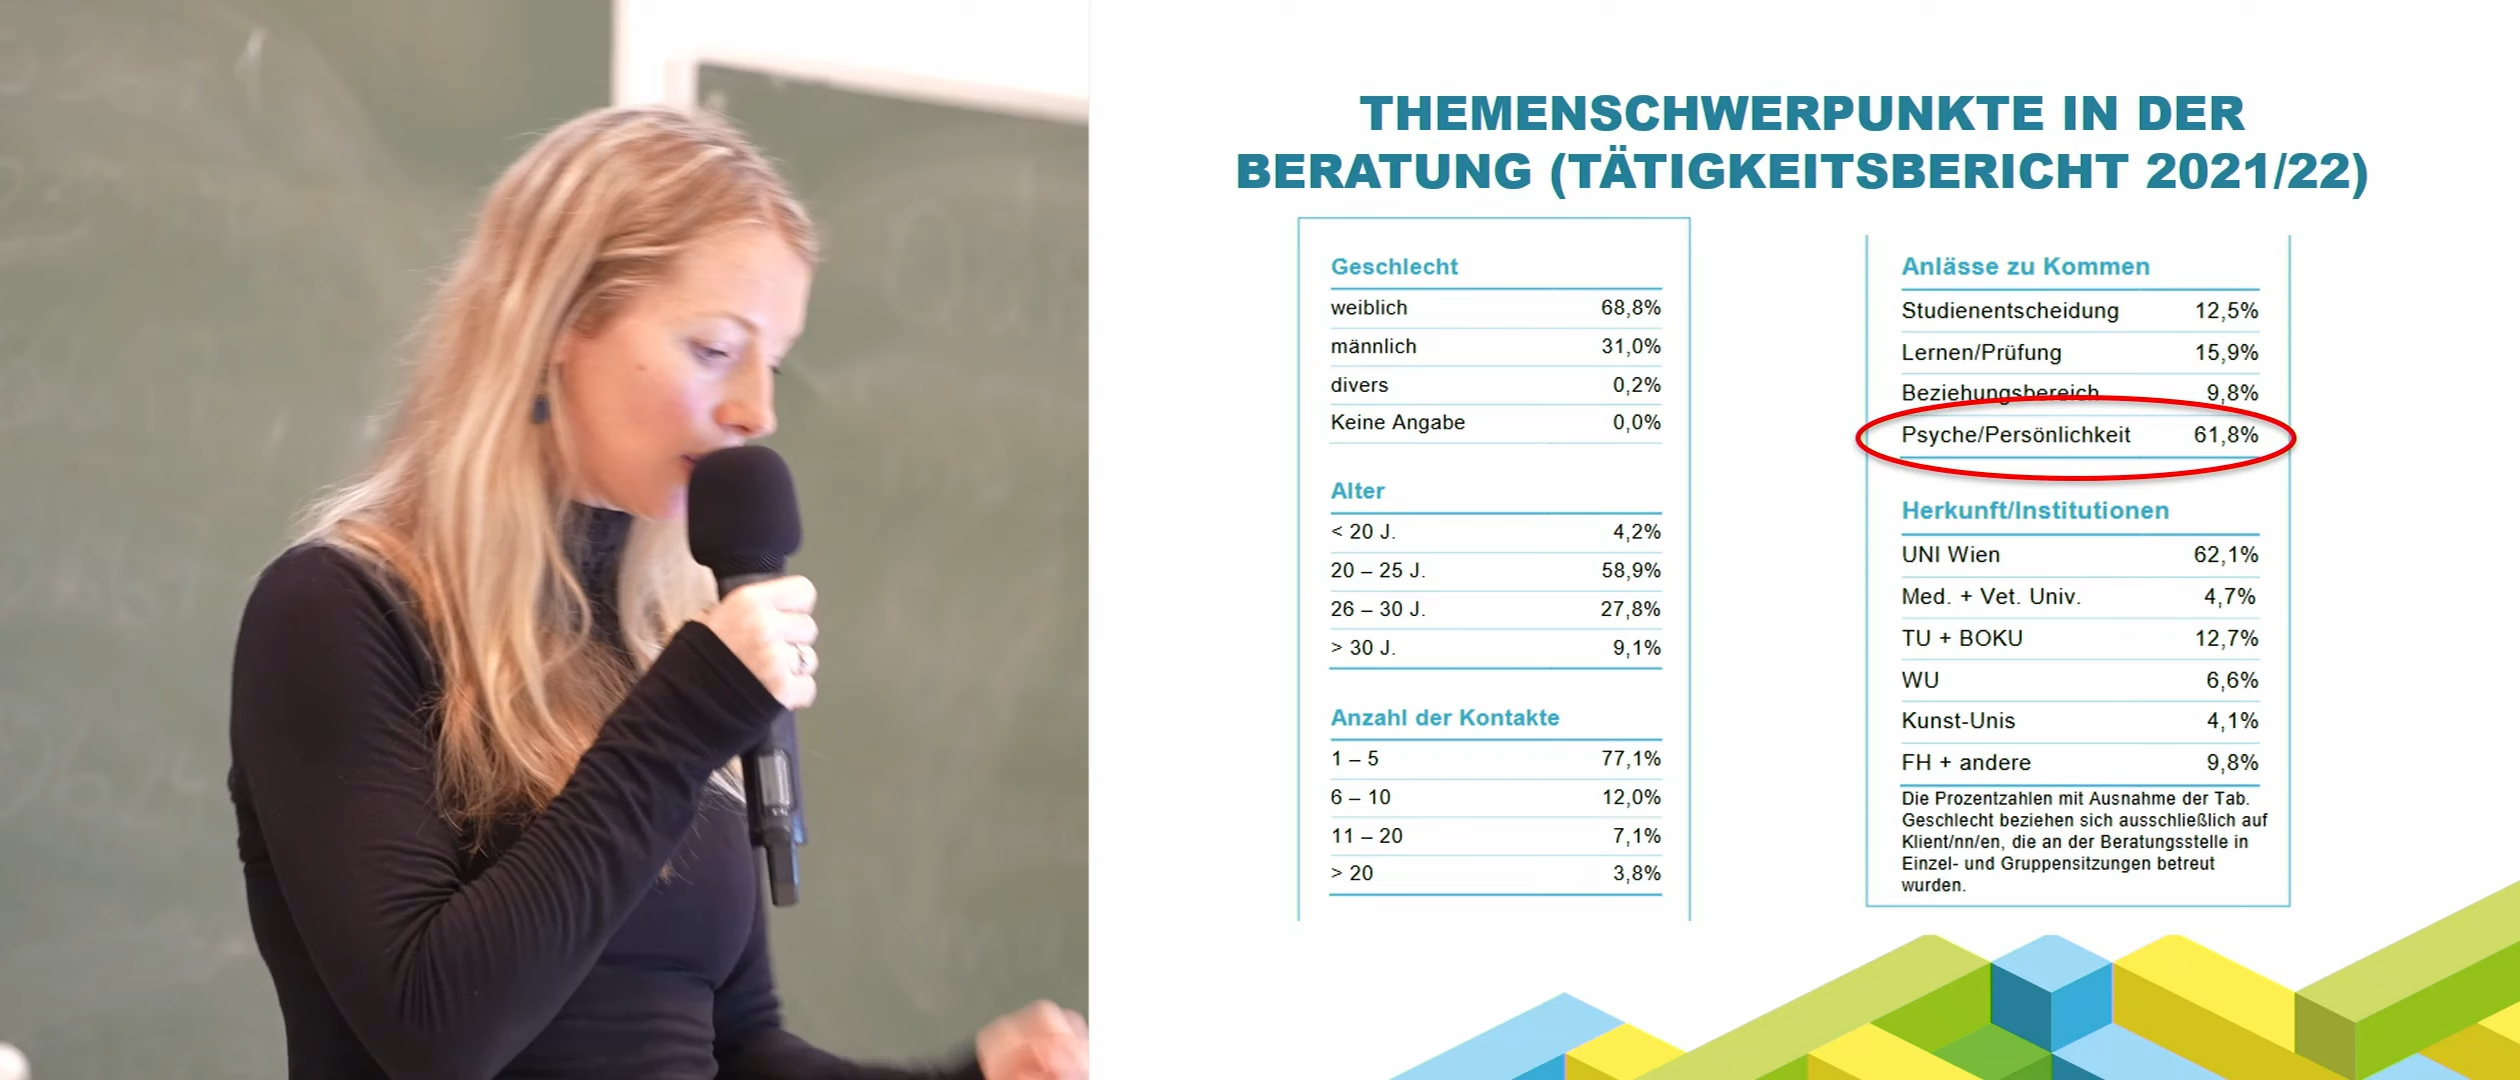 THEMENSCHWERPUNKTE IN DER
BERATUNG (TÄTIGKEITSBERICHT 2021/22)
Geschlecht
weiblich 68,8%
männlich 31,0%
divers 0,2%
Keine Angabe 0,0%
Alter
< 20 J. 4,2%
20 – 25 J. 58,9%
26 – 30 J. 27,8%
> 30 J. 9,1%
Anzahl der Kontakte
1 – 5 77,1%
6 – 10 12,0%
11 – 20 7,1%
> 20 3,8%
Anlässe zu Kommen
Studienentscheidung 12,5%
Lernen/Prüfung 15,9%
Beziehungsbereich 9,8%
Psyche/Persönlichkeit 61,8%
Herkunft/Institutionen
UNI Wien 62,1%
Med. + Vet. Univ. 4,7%
TU + BOKU 12,7%
WU 6,6%
Kunst-Unis 4,1%
FH + andere 9,8%
Die Prozentzahlen mit Ausnahme der Tab.
Geschlecht beziehen sich ausschließlich auf
Klient/nn/en, die an der Beratungsstelle in
Einzel- und Gruppensitzungen betreut
wurden.